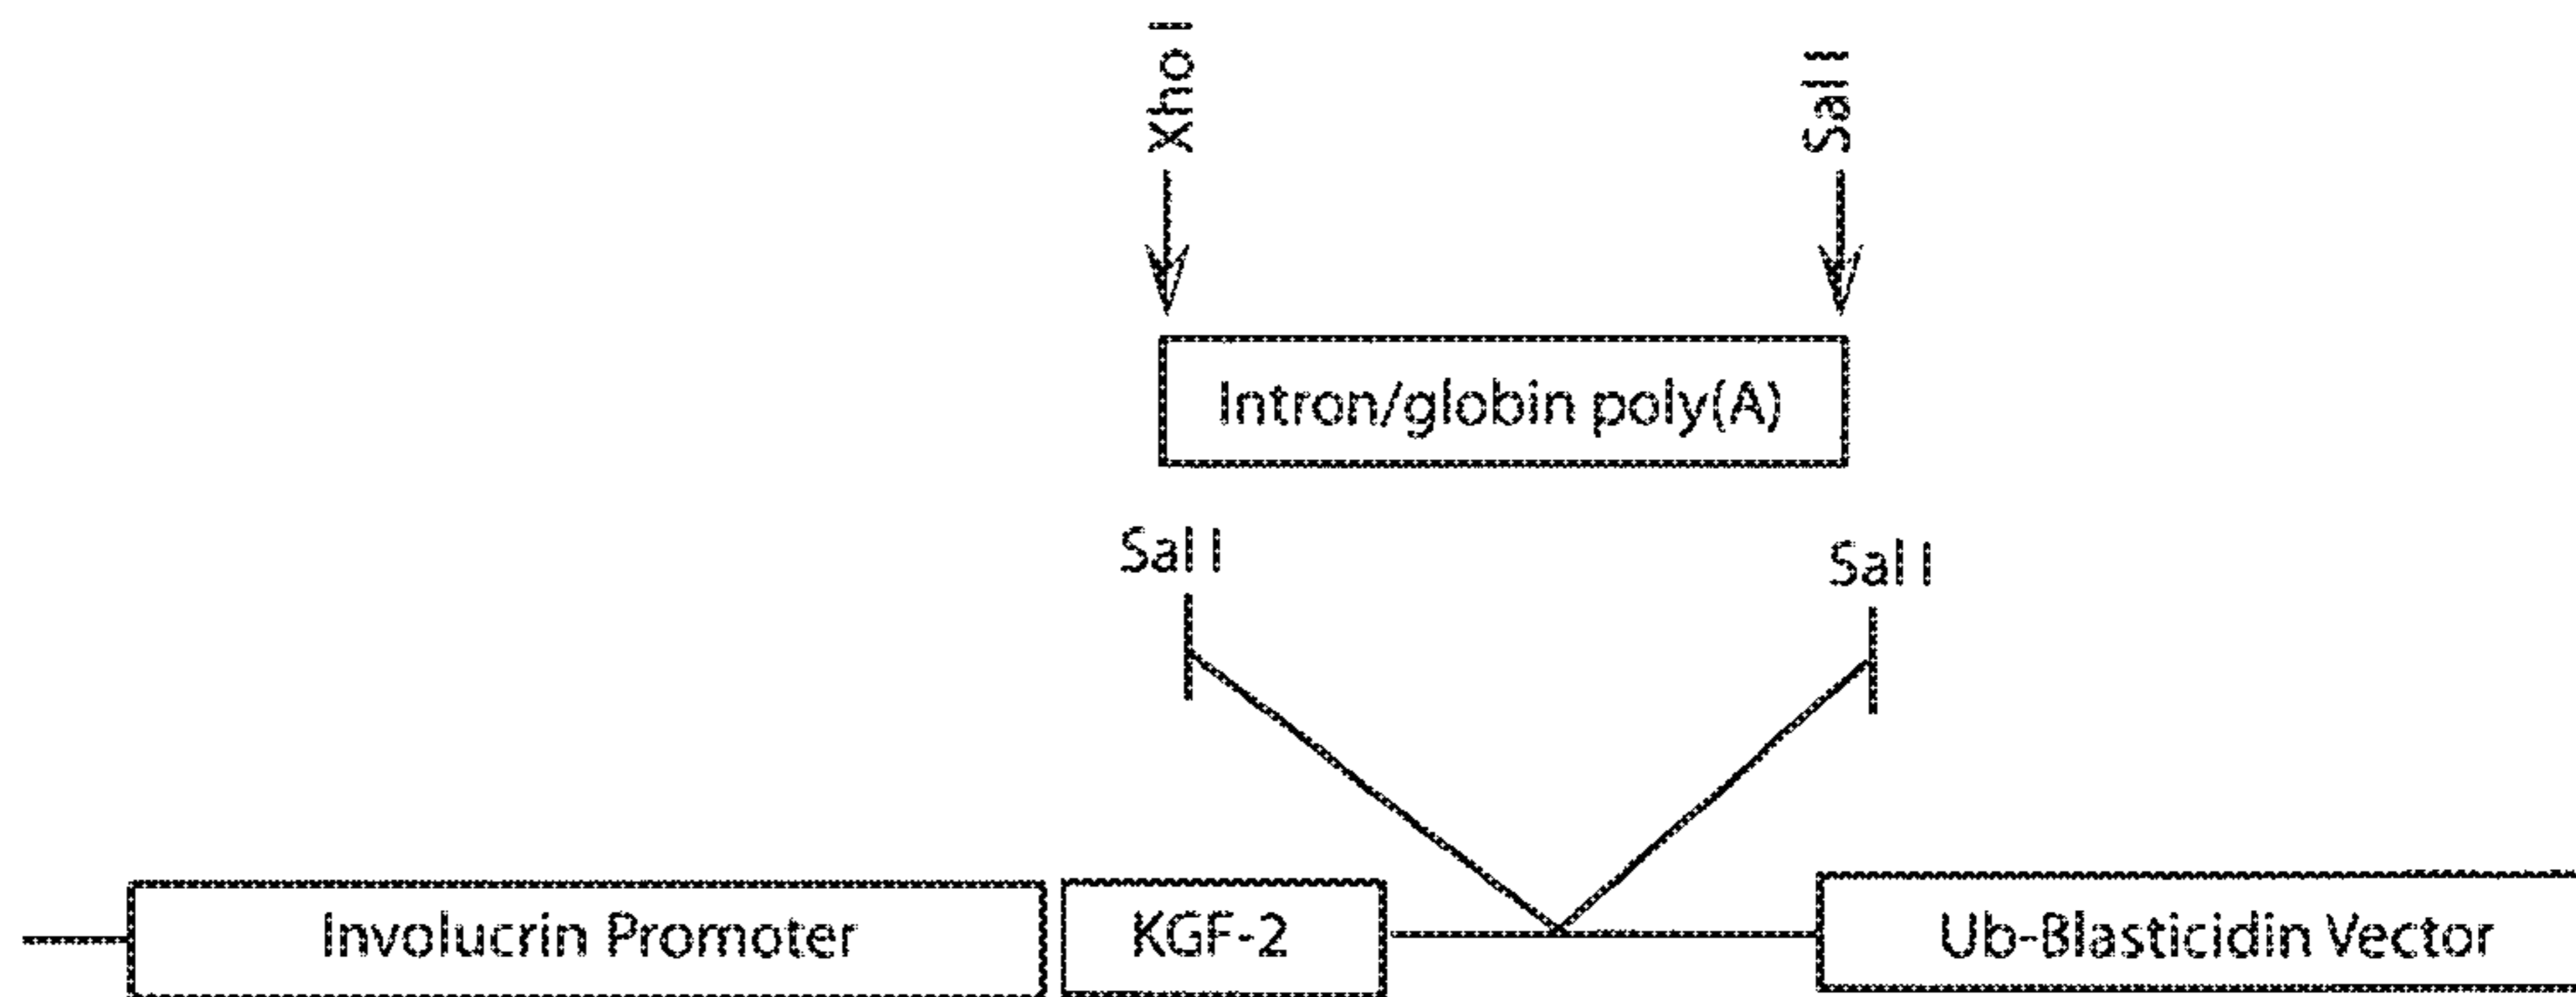 Xho I
Sal I
Intron/globin poly(A)
Sal I
Sal I
Involucrin Promoter
KGF-2
Ub-Blasticidin Vector